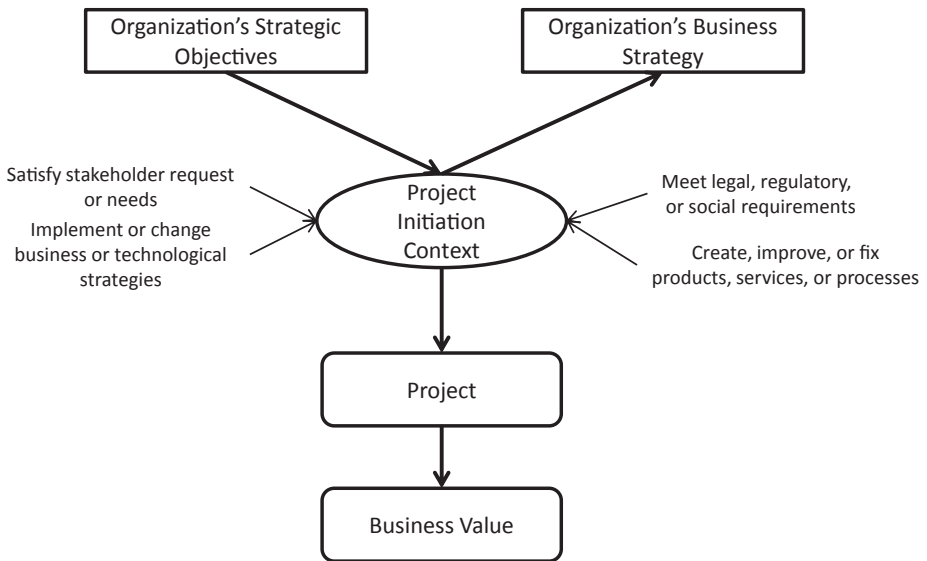 Organization’s Strategic
Objectives
Organization’s Business
Strategy
Satisfy stakeholder request
or needs
Implement or change
business or technological
strategies
Project
Initiation
Context
Meet legal, regulatory,
or social requirements
Create, improve, or fix
products, services, or processes
Project
Business Value